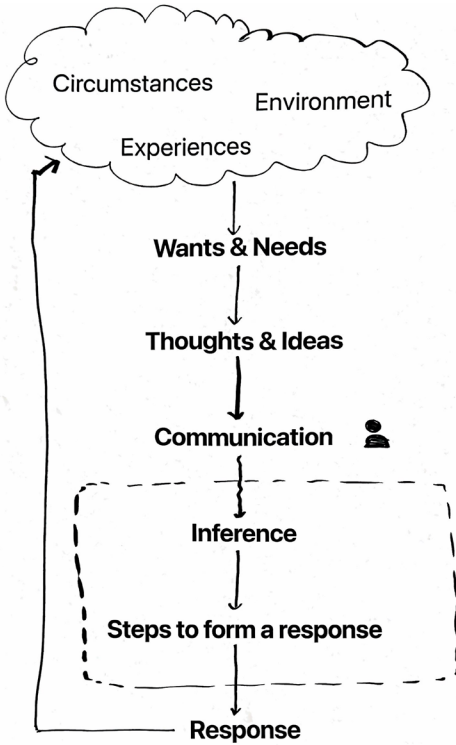 Circumstances
Environment
Experiences
Wants & Needs
Thoughts & Ideas
Communication
Inference
Steps to form a response
Response